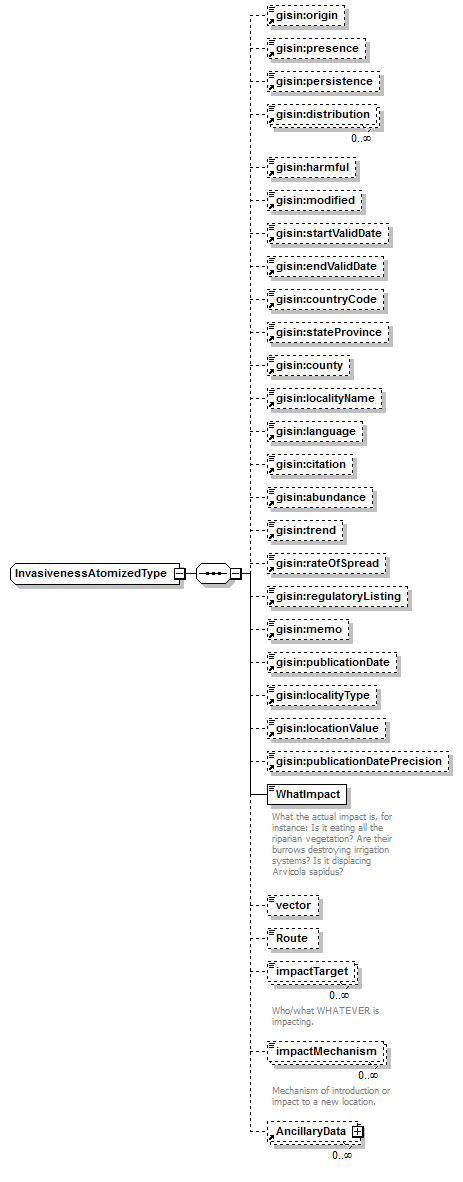 gisin:origin
gisin:presence
gisin:persistence
gisin:distribution
0..∞
gisin:harmful
gisin:modified
gisin:startValidDate
gisin:endValidDate
gisin:countryCode
gisin:stateProvince
gisin:county
gisin:localityName
gisin:language
gisin:citation
gisin:abundance
gisin:trend
gisin:rateOfSpread
InvasivenessAtomizedType
gisin:regulatoryListing
gisin:memo
gisin:publicationDate
gisin:localityType
gisin:locationValue
gisin:publicationDatePrecision
WhatImpact
What the actual impact is, for
instance: Is it eating all the
riparian vegetation? Are their
burrows destroying irrigation
systems? Is it displacing
Arvicola sapidus?
vector
Route
impactTarget
0..∞
Who/what WHATEVER is
impacting.
impactMechanism
0..∞
Mechanism of introduction or
impact to a new location.
AncillaryData
0..∞